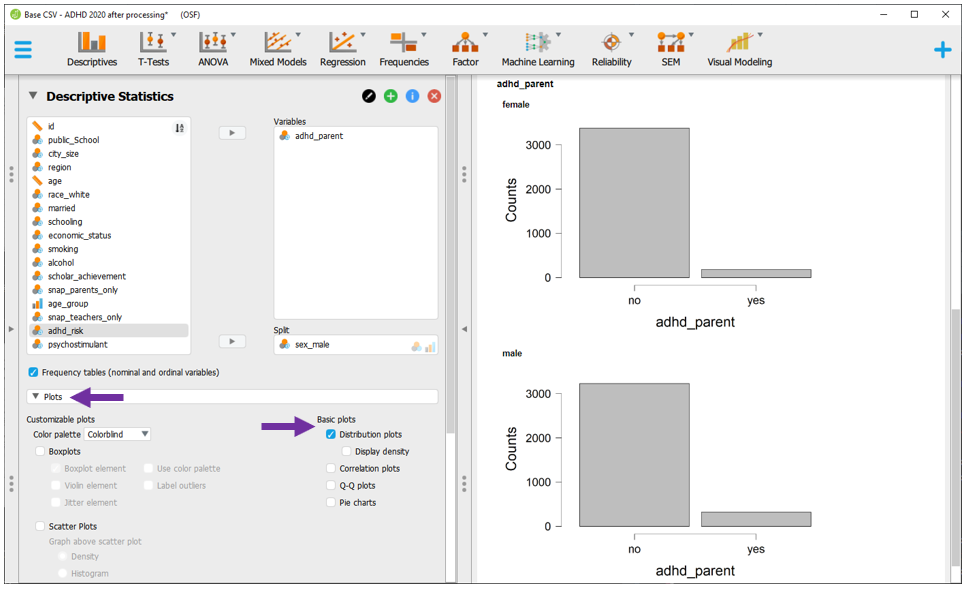 Base CSV - ADHD 2020 after processing* (OSF)
Descriptives T-Tests ANOVA Mixed Models Regression Frequencies Factor Machine Learning Reliability SEM Visual Modeling
Descriptive Statistics
id
public_School
city_size
region
age
race_white
married
schooling
economic_status
smoking
alcohol
scholar_achievement
snap_parents_only
age_group
snap_teachers_only
adhd_risk
psychostimulant
Variables
adhd_parent
Split
sex_male
Frequency tables (nominal and ordinal variables)
Plots
Customizable plots
Color palette Colorblind
Boxplots
Boxplot element Use color palette
Violin element Label outliers
Jitter element
Scatter Plots
Graph above scatter plot
Density
Histogram
Basic plots
Distribution plots
Display density
Correlation plots
Q-Q plots
Pie charts
adhd_parent
female
3000
2000
1000
0
Counts
no yes
adhd_parent
male
3000
2000
1000
0
Counts
no yes
adhd_parent